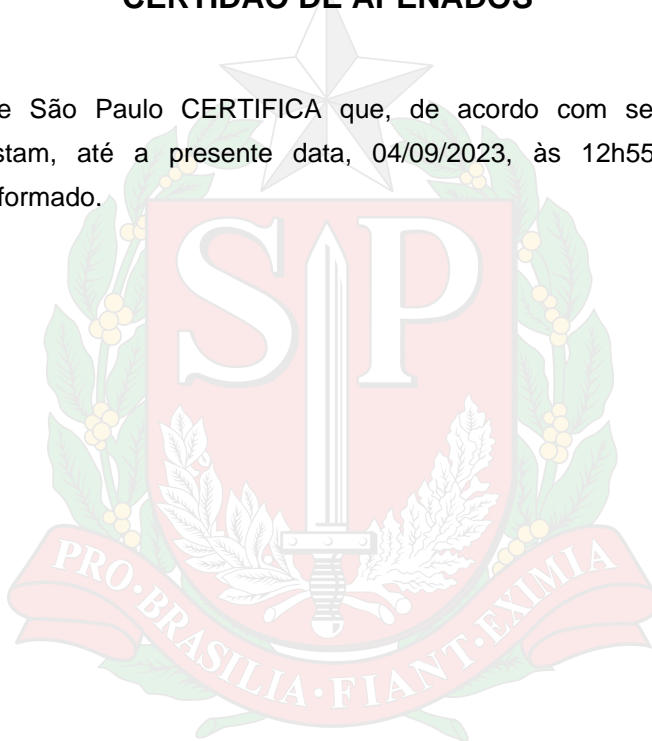 CERTIDÃO DE APENADOS
e São Paulo CERTIFICA que, de acordo com se
stam, até a presente data, 04/09/2023, às 12h55
formado.
SP
PRO·BRASILIA·FIANT·EXIMIA